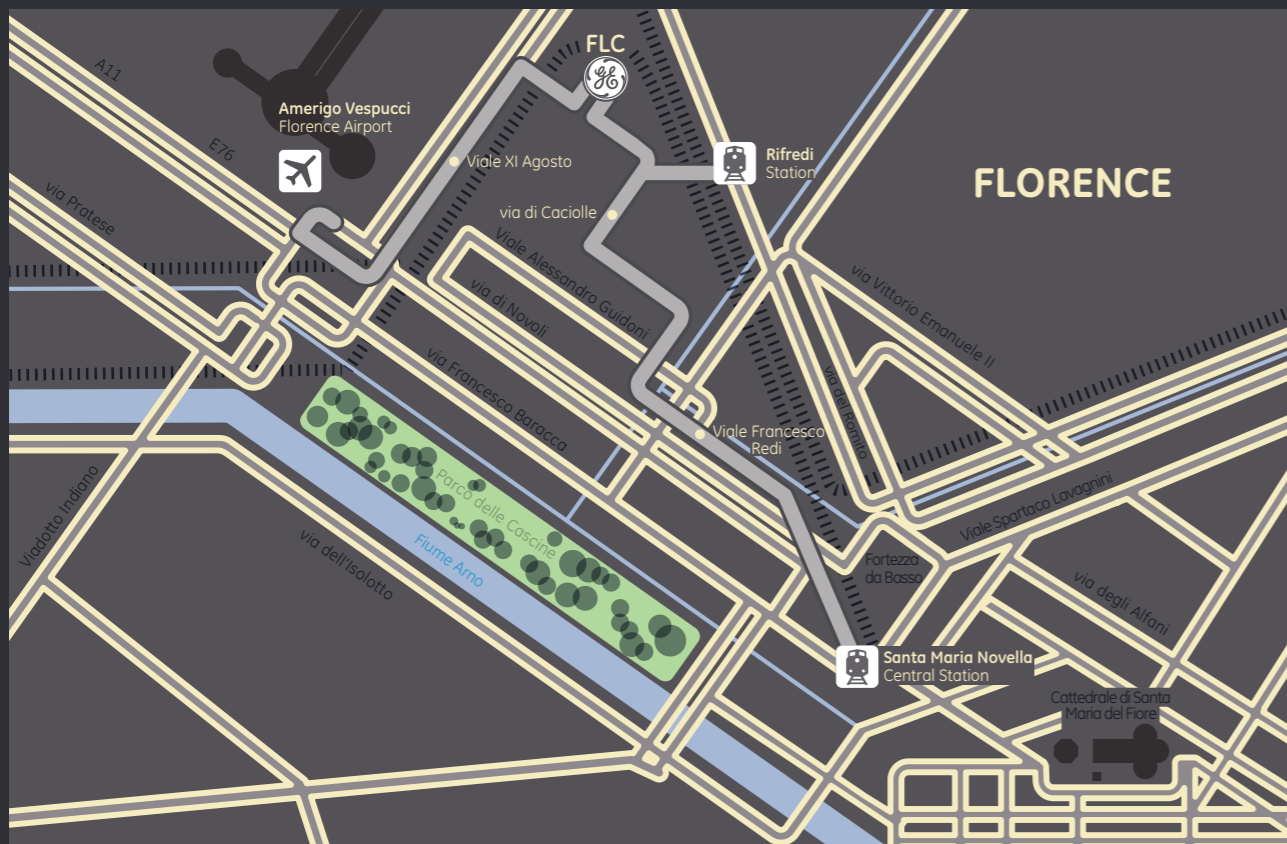 FLC
GE
A11
Amerigo Vespucci
Florence Airport
E76
Viale XI Agosto
Rifredi
Station
FLORENCE
via Pratese
via di Caciolle
Viale Alessandro Guidoni
via di Novoli
via Vittorio Emanuele II
via Francesco Baracca
via del Romito
Viale Francesco
Redi
Parco delle Cascine
Fiume Arno
Viadotto Indiano
via dell'Isolotto
Viale Spartaco Lavagnini
Fortezza
da Basso
via degli Alfani
Santa Maria Novella
Central Station
Cattedrale di Santa
Maria del Fiore